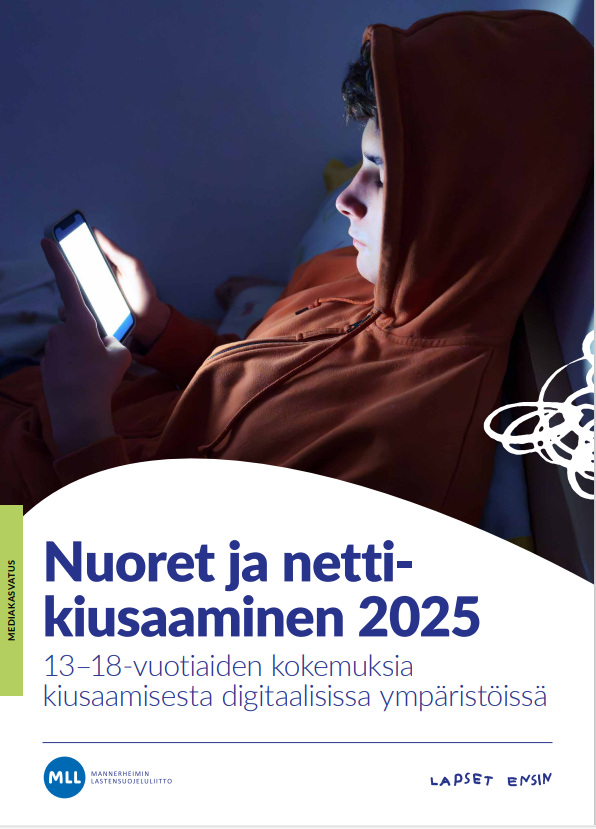 MEDIAKASVATUS
Nuoret ja netti-
kiusaaminen 2025
13–18-vuotiaiden kokemuksia
kiusaamisesta digitaalisissa ympäristöissä
MLL
MANNERHEIMIN
LASTENSUOJELULIITTO
LAPSET ENSIN